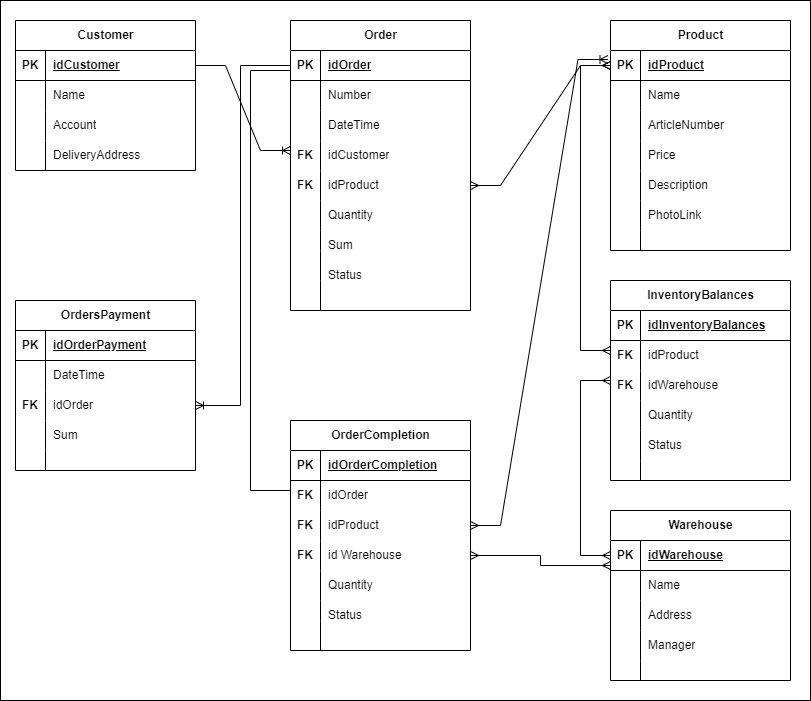 Customer
PK idCustomer
Name
Account
DeliveryAddress
Order
PK idOrder
Number
DateTime
FK idCustomer
FK idProduct
Quantity
Sum
Status
Product
PK idProduct
Name
ArticleNumber
Price
Description
PhotoLink
OrdersPayment
PK idOrderPayment
DateTime
FK idOrder
Sum
OrderCompletion
PK idOrderCompletion
FK idOrder
FK idProduct
FK id Warehouse
Quantity
Status
InventoryBalances
PK idInventoryBalances
FK idProduct
FK idWarehouse
Quantity
Status
Warehouse
PK idWarehouse
Name
Address
Manager